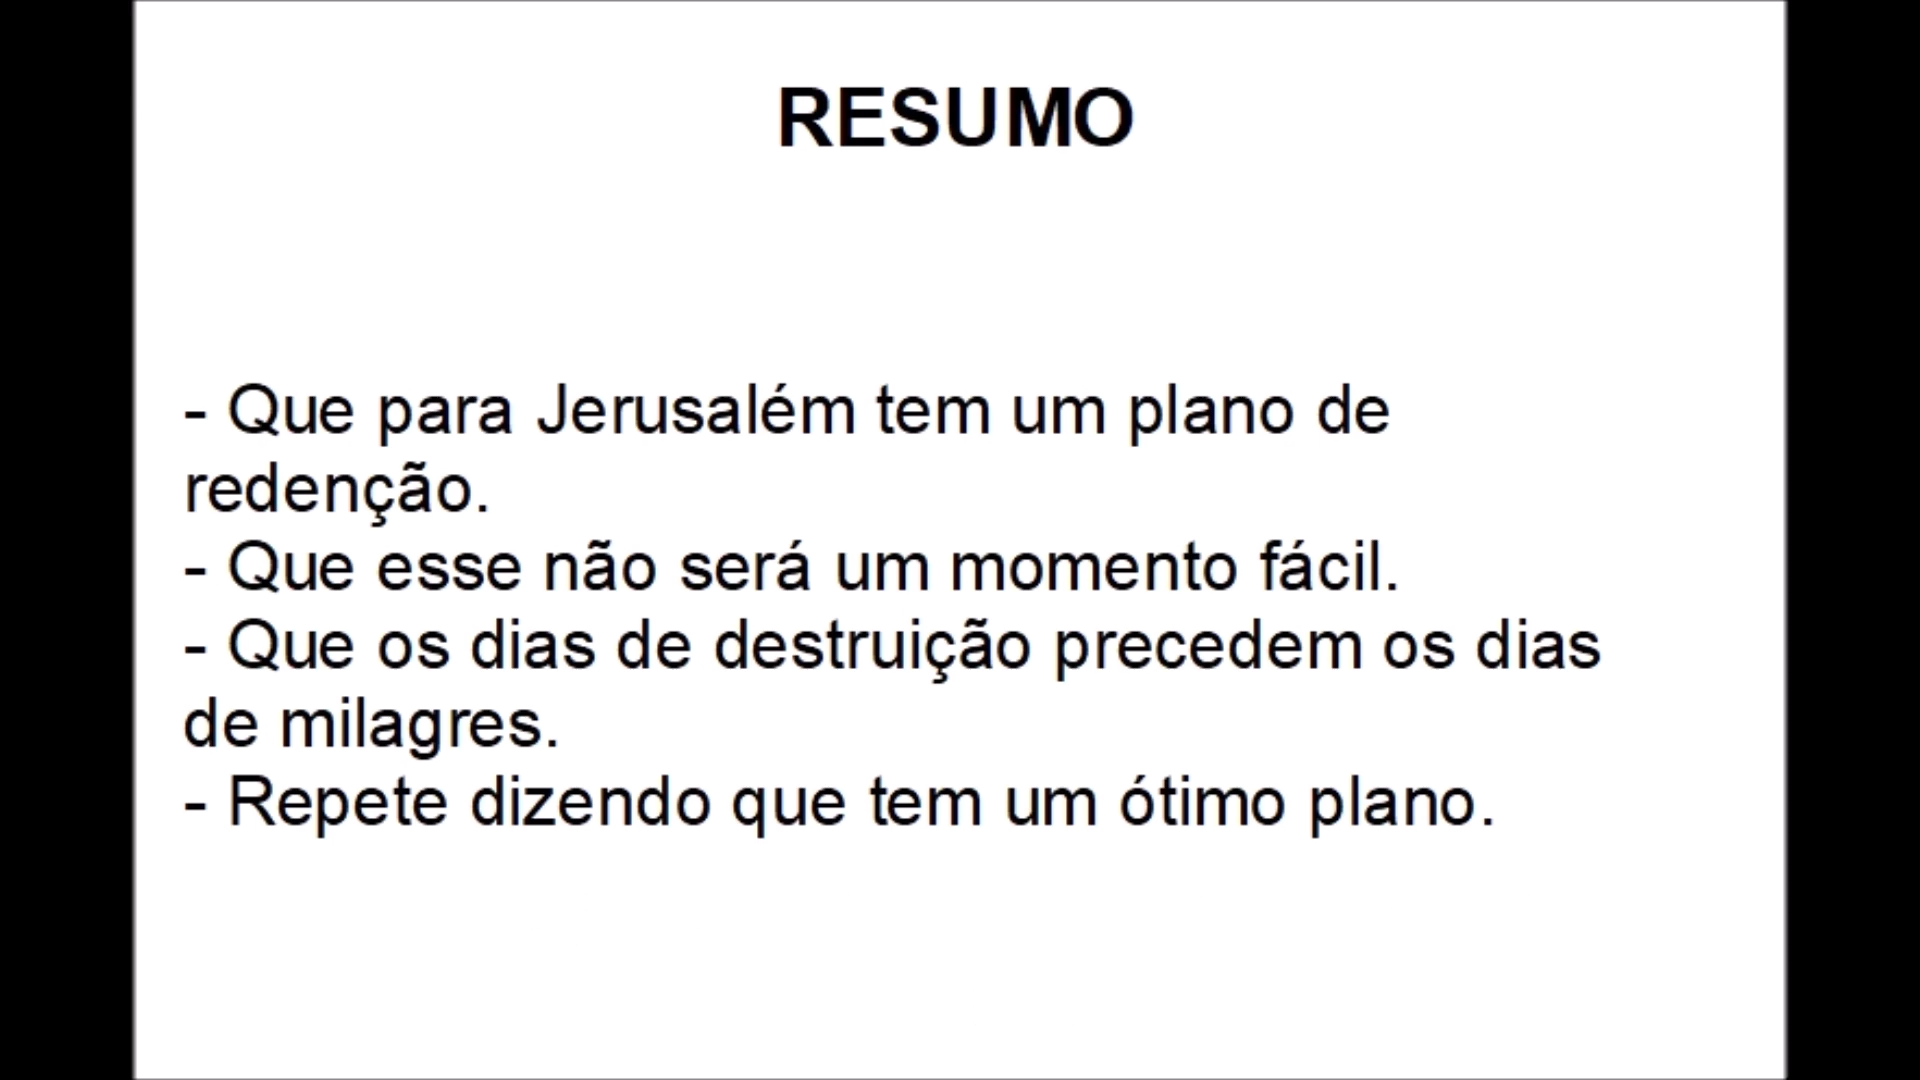 RESUMO
- Que para Jerusalém tem um plano de
redenção.
- Que esse não será um momento fácil.
- Que os dias de destruição precedem os dias
de milagres.
- Repete dizendo que tem um ótimo plano.